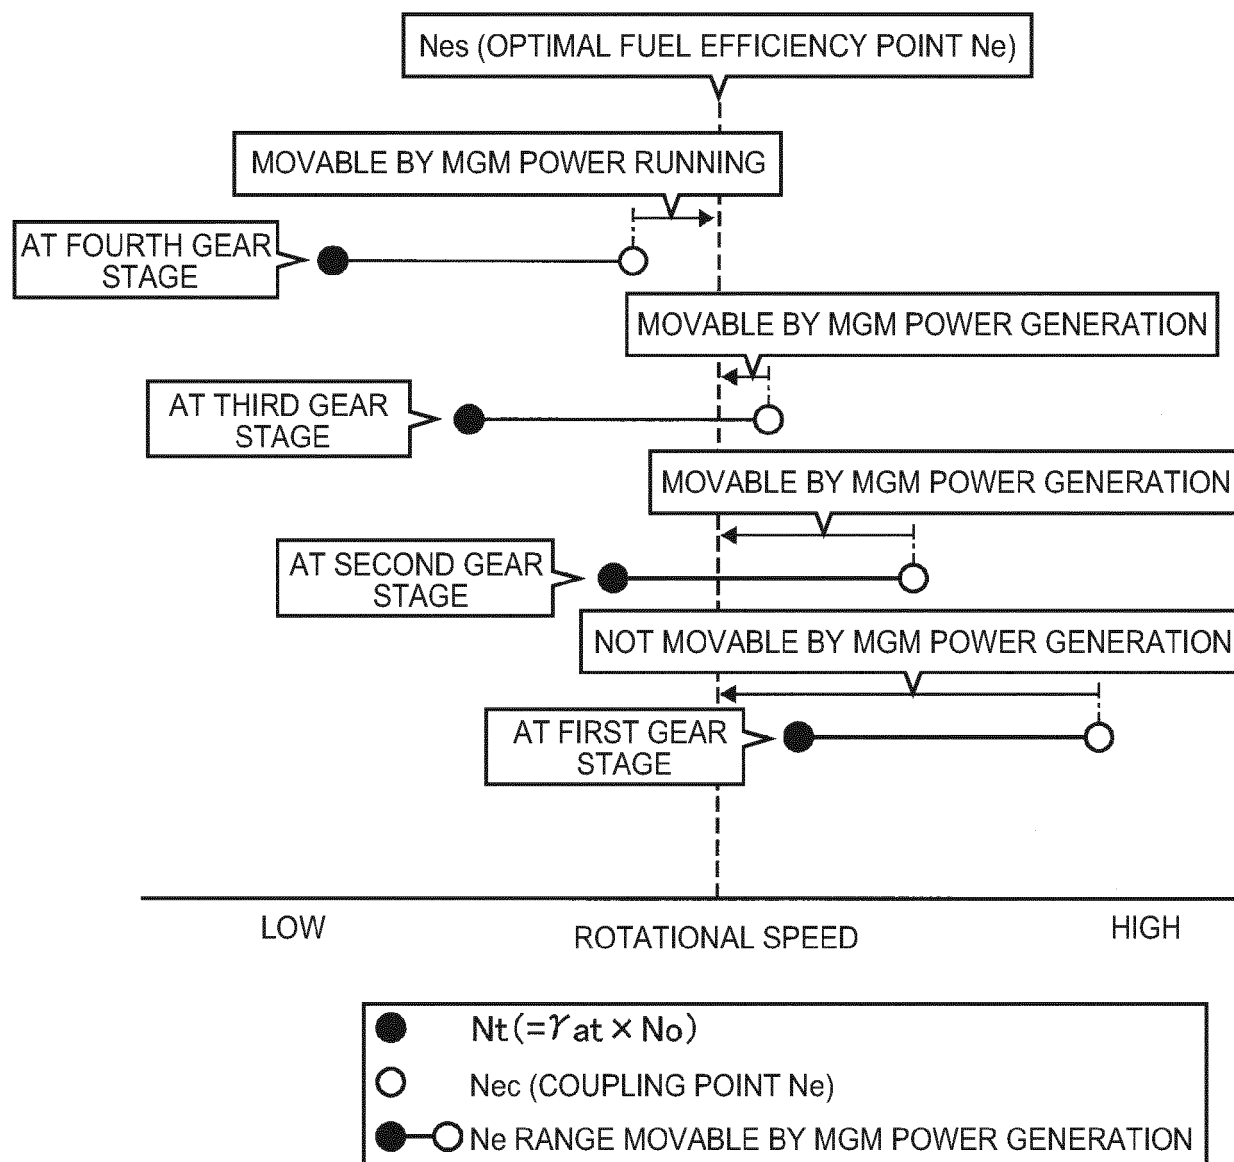 Nes (OPTIMAL FUEL EFFICIENCY POINT Ne)
MOVABLE BY MGM POWER RUNNING
AT FOURTH GEAR
STAGE
MOVABLE BY MGM POWER GENERATION
AT THIRD GEAR
STAGE
MOVABLE BY MGM POWER GENERATION
AT SECOND GEAR
STAGE
NOT MOVABLE BY MGM POWER GENERATION
AT FIRST GEAR
STAGE
LOW
ROTATIONAL SPEED
HIGH
Nt(=γat×No)
Nec (COUPLING POINT Ne)
Ne RANGE MOVABLE BY MGM POWER GENERATION